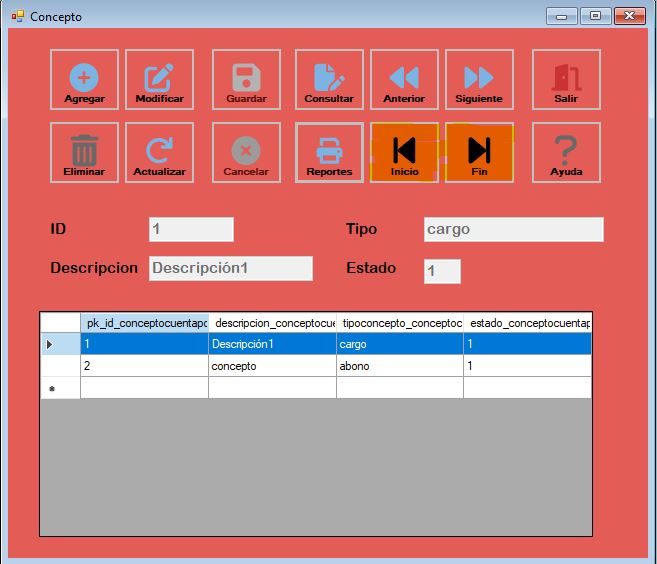 Concepto
Agregar Modificar Guardar Consultar Anterior Siguiente Salir
Eliminar Actualizar Cancelar Reportes Inicio Fin Ayuda
ID 1 Tipo cargo
Descripcion Descripción1 Estado 1
pk_id_conceptocuentapo descripcion_conceptocue tipoconcepto_conceptoc estado_conceptocuentap
1 Descripción1 cargo 1
2 concepto abono 1